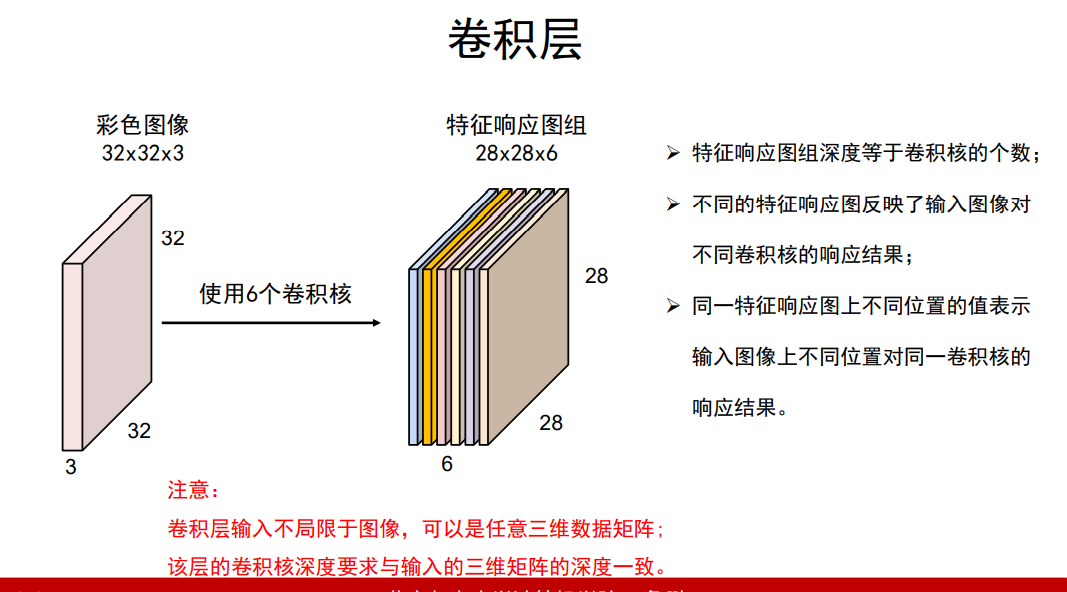 卷积层
彩色图像
32x32x3
特征响应图组
28x28x6
32
32
3
使用6个卷积核
28
28
6
➢ 特征响应图组深度等于卷积核的个数；
➢ 不同的特征响应图反映了输入图像对
不同卷积核的响应结果；
➢ 同一特征响应图上不同位置的值表示
输入图像上不同位置对同一卷积核的
响应结果。
注意：
卷积层输入不局限于图像，可以是任意三维数据矩阵；
该层的卷积核深度要求与输入的三维矩阵的深度一致。